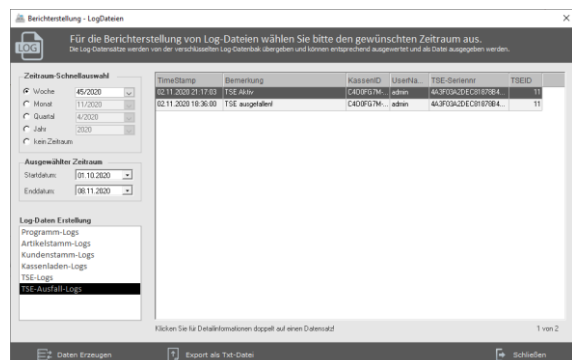 Berichterstellung - LogDateien
LOG
Für die Berichterstellung von Log-Dateien wählen Sie bitte den gewünschten Zeitraum aus.
Die Log-Datensätze werden von der verschlüsselten Log-Datenbak übergeben und können entsprechend ausgewertet und als Datei ausgegeben werden.
Zeitraum-Schnellauswahl
Woche 45/2020
Monat 11/2020
Quartal 4/2020
Jahr 2020
kein Zeitraum
Ausgewählter Zeitraum
Startdatum: 01.10.2020
Enddatum: 08.11.2020
Log-Daten Erstellung
Programm-Logs
Artikelstamm-Logs
Kundenstamm-Logs
Kassenladen-Logs
TSE-Logs
TSE-Ausfall-Logs
TimeStamp Bemerkung KassenID UserNa... TSE-Seriennr TSEID
02.11.2020 21:17:03 TSE Aktiv admin 11
02.11.2020 18:36:00 TSE ausgefallen! admin 11
Klicken Sie für Detailinformationen doppelt auf einen Datensatz!
1 von 2
Daten Erzeugen
Export als Txt-Datei
Schließen